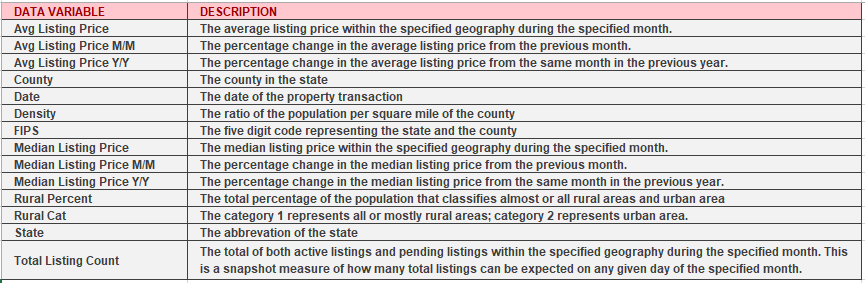 DATA VARIABLE DESCRIPTION
Avg Listing Price The average listing price within the specified geography during the specified month.
Avg Listing Price M/M The percentage change in the average listing price from the previous month.
Avg Listing Price Y/Y The percentage change in the average listing price from the same month in the previous year.
County The county in the state
Date The date of the property transaction
Density The ratio of the population per square mile of the county
FIPS The five digit code representing the state and the county
Median Listing Price The median listing price within the specified geography during the specified month.
Median Listing Price M/M The percentage change in the median listing price from the previous month.
Median Listing Price Y/Y The percentage change in the median listing price from the same month in the previous year.
Rural Percent The total percentage of the population that classifies almost or all rural areas and urban area
Rural Cat The category 1 represents all or mostly rural areas; category 2 represents urban area.
State The abbrevation of the state
Total Listing Count The total of both active listings and pending listings within the specified geography during the specified month. This
is a snapshot measure of how many total listings can be expected on any given day of the specified month.